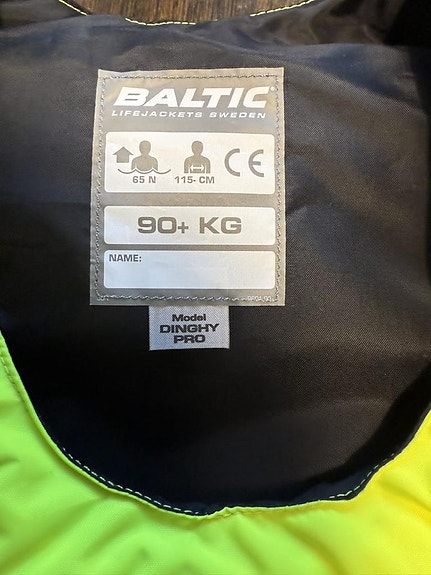 BALTIC
LIFEJACKETS SWEDEN
65 N 115- CM
CE
90+ KG
NAME:
Model
DINGHY
PRO